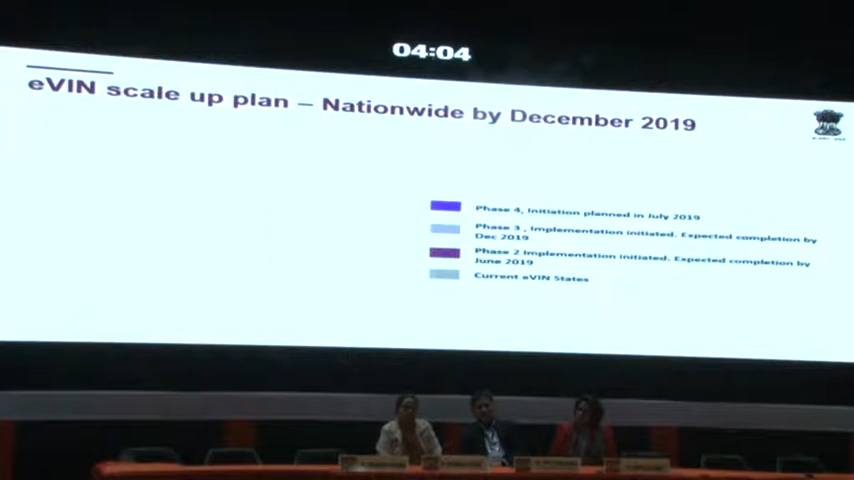 04:04
eVIN scale up plan – Nationwide by December 2019
Phase 4, Initiation planned in July 2019
Phase 3 , Implementation initiated. Expected completion by
Dec 2019
Phase 2 Implementation initiated. Expected completion by
June 2019
Current eVIN States